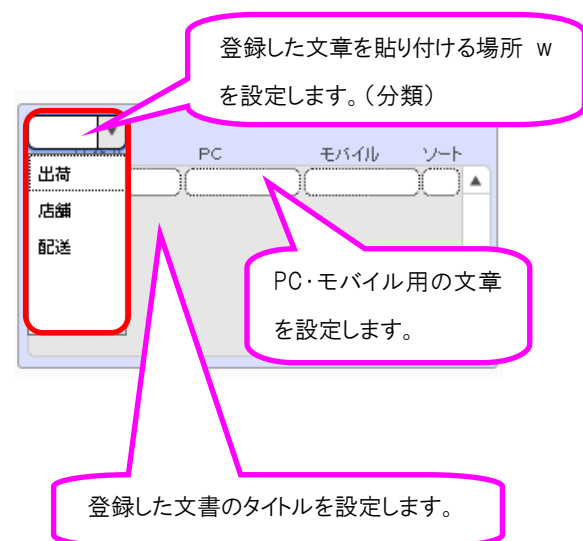 登録した文章を貼り付ける場所 w
を設定します。(分類)
PC モバイル ソート
出荷
店舗
配送
PC・モバイル用の文章
を設定します。
登録した文書のタイトルを設定します。